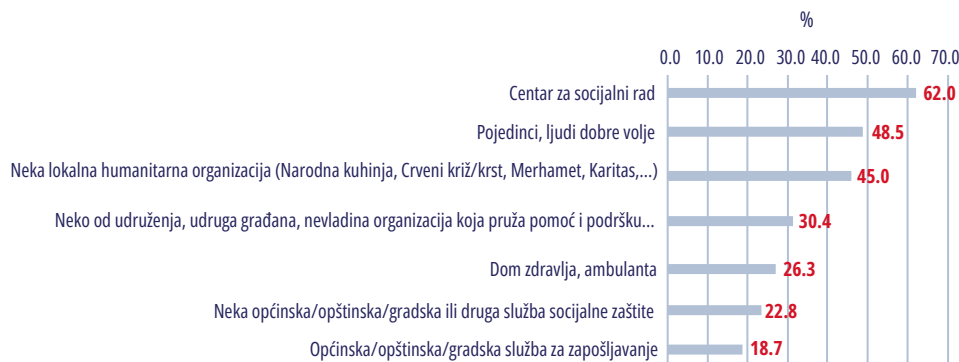 %
0.0 10.0 20.0 30.0 40.0 50.0 60.0 70.0
Centar za socijalni rad 62.0
Pojedinci, ljudi dobre volje 48.5
Neka lokalna humanitarna organizacija (Narodna kuhinja, Crveni križ/krst, Merhamet, Karitas,...) 45.0
Neko od udruženja, udruga građana, nevladina organizacija koja pruža pomoć i podršku... 30.4
Dom zdravlja, ambulanta 26.3
Neka općinska/opštinska/gradska ili druga služba socijalne zaštite 22.8
Općinska/opštinska/gradska služba za zapošljavanje 18.7